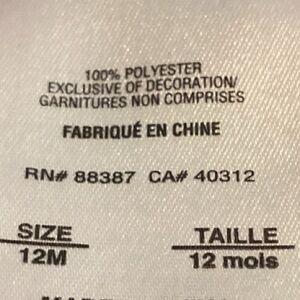 100% POLYESTER
EXCLUSIVE OF DECORATION/
GARNITURES NON COMPRISES
FABRIQUÉ EN CHINE
RN# 88387 CA# 40312
SIZE TAILLE
12M 12 mois